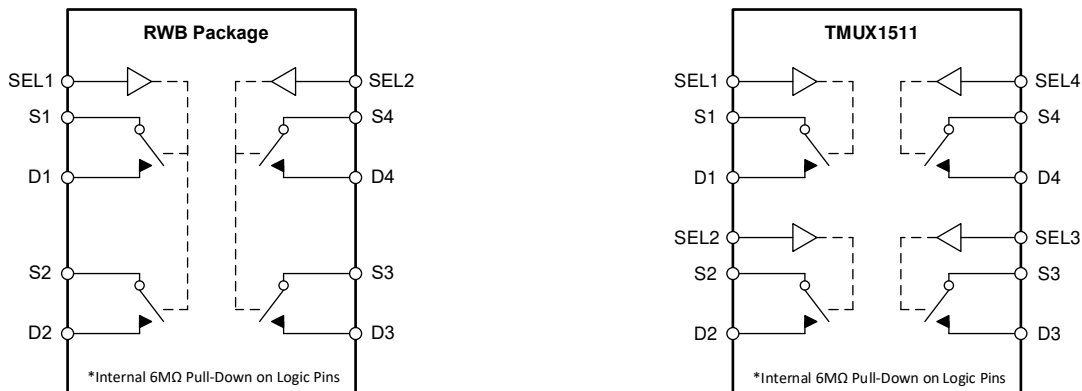 RWB Package
SEL1
SEL2
S1
S4
D1
D4
S2
S3
D2
D3
*Internal 6MΩ Pull-Down on Logic Pins
TMUX1511
SEL1
SEL4
S1
S4
D1
D4
SEL2
SEL3
S2
S3
D2
D3
*Internal 6MΩ Pull-Down on Logic Pins